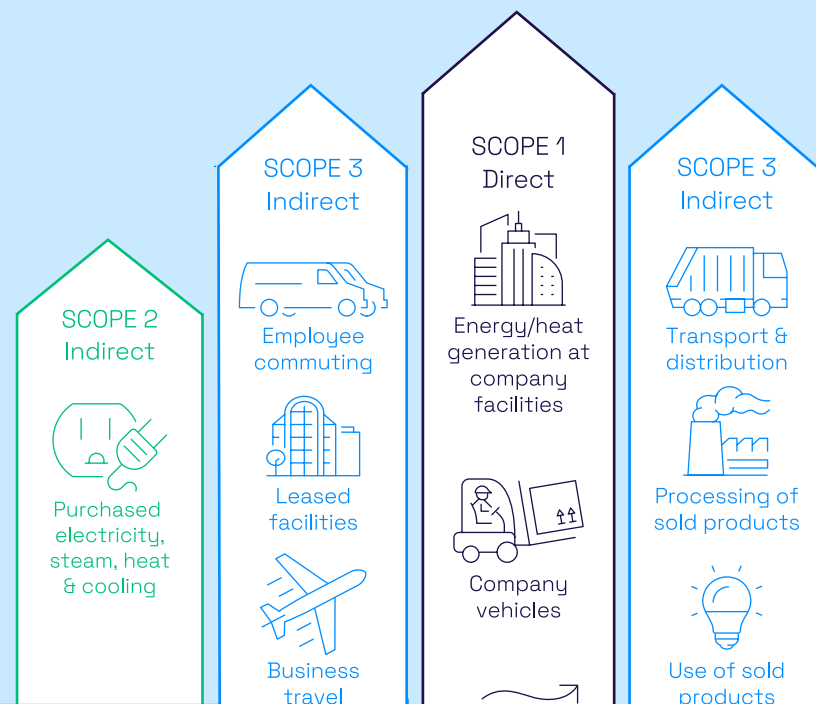 SCOPE 2
Indirect
Purchased
electricity,
steam, heat
& cooling
SCOPE 3
Indirect
Employee
commuting
Leased
facilities
Business
travel
SCOPE 1
Direct
Energy/heat
generation at
company
facilities
Company
vehicles
SCOPE 3
Indirect
Transport &
distribution
Processing of
sold products
Use of sold
products